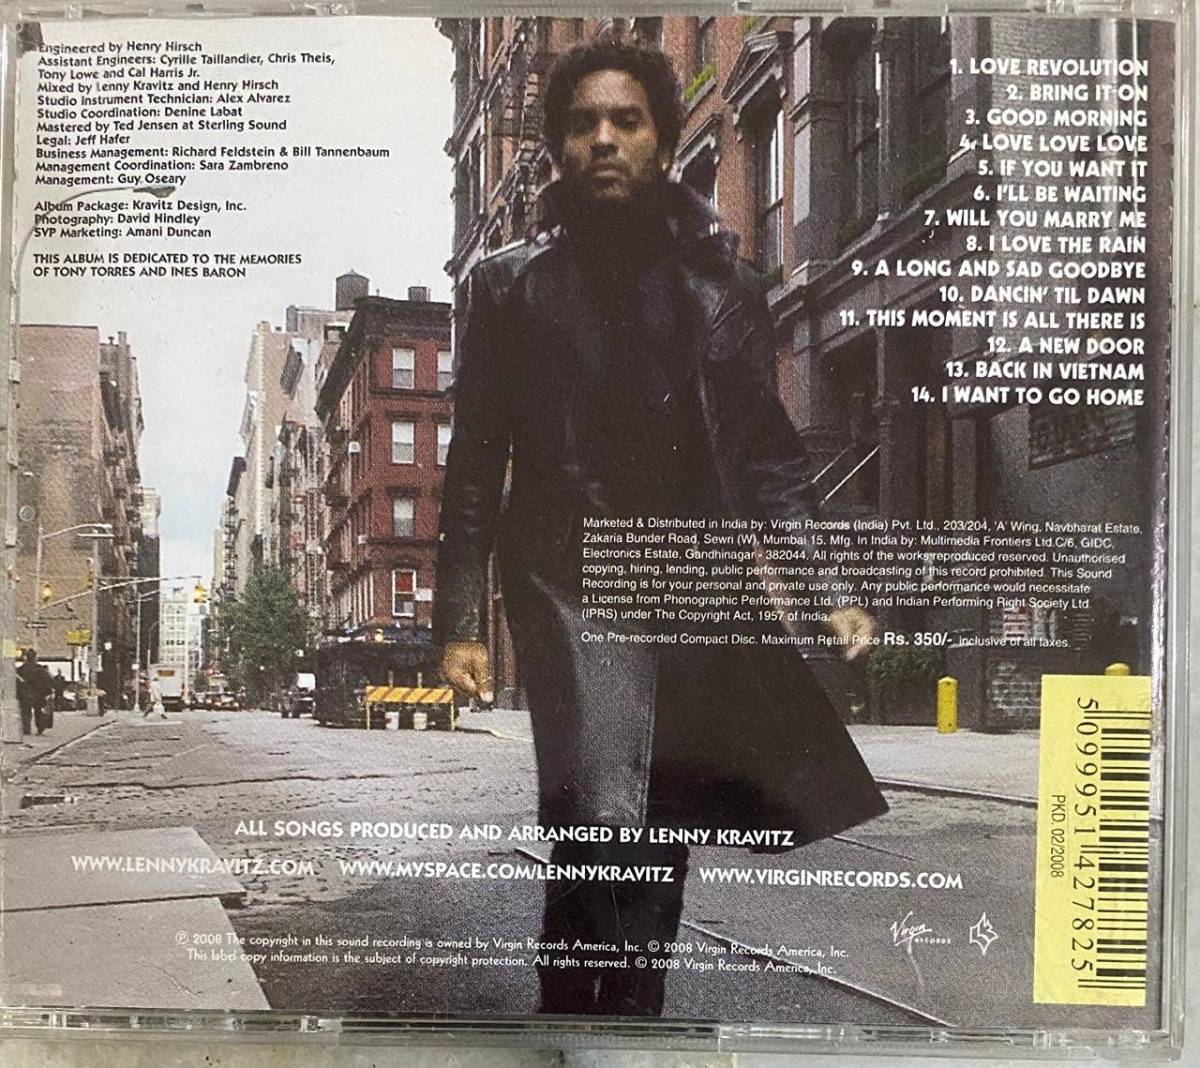 Engineered by Henry Hirsch
Assistant Engineers: Cyrille Taillandier, Chris Theis,
Tony Lowe and Cal Harris Jr.
Mixed by Lenny Kravitz and Henry Hirsch
Studio Instrument Technician: Alex Alvarez
Studio Coordination: Denine Labat
Mastered by Ted Jensen at Sterling Sound
Legal: Jeff Hafer
Business Management: Richard Feldstein & Bill Tannenbaum
Management Coordination: Sara Zambreno
Management: Guy Oseary
Album Package: Kravitz Design, Inc.
Photography: David Hindley
SVP Marketing: Amani Duncan
THIS ALBUM IS DEDICATED TO THE MEMORIES
OF TONY TORRES AND INES BARON
1. LOVE REVOLUTION
2. BRING IT ON
3. GOOD MORNING
4. LOVE LOVE LOVE
5. IF YOU WANT IT
6. I'LL BE WAITING
7. WILL YOU MARRY ME
8. I LOVE THE RAIN
9. A LONG AND SAD GOODBYE
10. DANCIN' TIL DAWN
11. THIS MOMENT IS ALL THERE IS
12. A NEW DOOR
13. BACK IN VIETNAM
14. I WANT TO GO HOME
Marketed & Distributed in India by: Virgin Records (India) Pvt. Ltd., 203/204, 'A' Wing, Navbharat Estate,
Zakaria Bunder Road, Sewri (W), Mumbai 15. Mfg. In India by: Multimedia Frontiers Ltd.C/6, GIDC,
Electronics Estate, Gandhinagar - 382044. All rights of the works reproduced reserved. Unauthorised
copying, hiring, lending, public performance and broadcasting of this record prohibited. This Sound
Recording is for your personal and private use only. Any public performance would necessitate
a License from Phonographic Performance Ltd. (PPL) and Indian Performing Right Society Ltd.
(IPRS) under The Copyright Act, 1957 of India.
One Pre-recorded Compact Disc. Maximum Retail Price Rs. 350/- inclusive of all taxes.
5 099951 427825
PKD. 02/2008
ALL SONGS PRODUCED AND ARRANGED BY LENNY KRAVITZ
WWW.LENNYKRAVITZ.COM WWW.MYSPACE.COM/LENNYKRAVITZ WWW.VIRGINRECORDS.COM
Virgin RECORDS
℗ 2008 The copyright in this sound recording is owned by Virgin Records America, Inc. © 2008 Virgin Records America, Inc.
This label copy information is the subject of copyright protection. All rights reserved. © 2008 Virgin Records America, Inc.